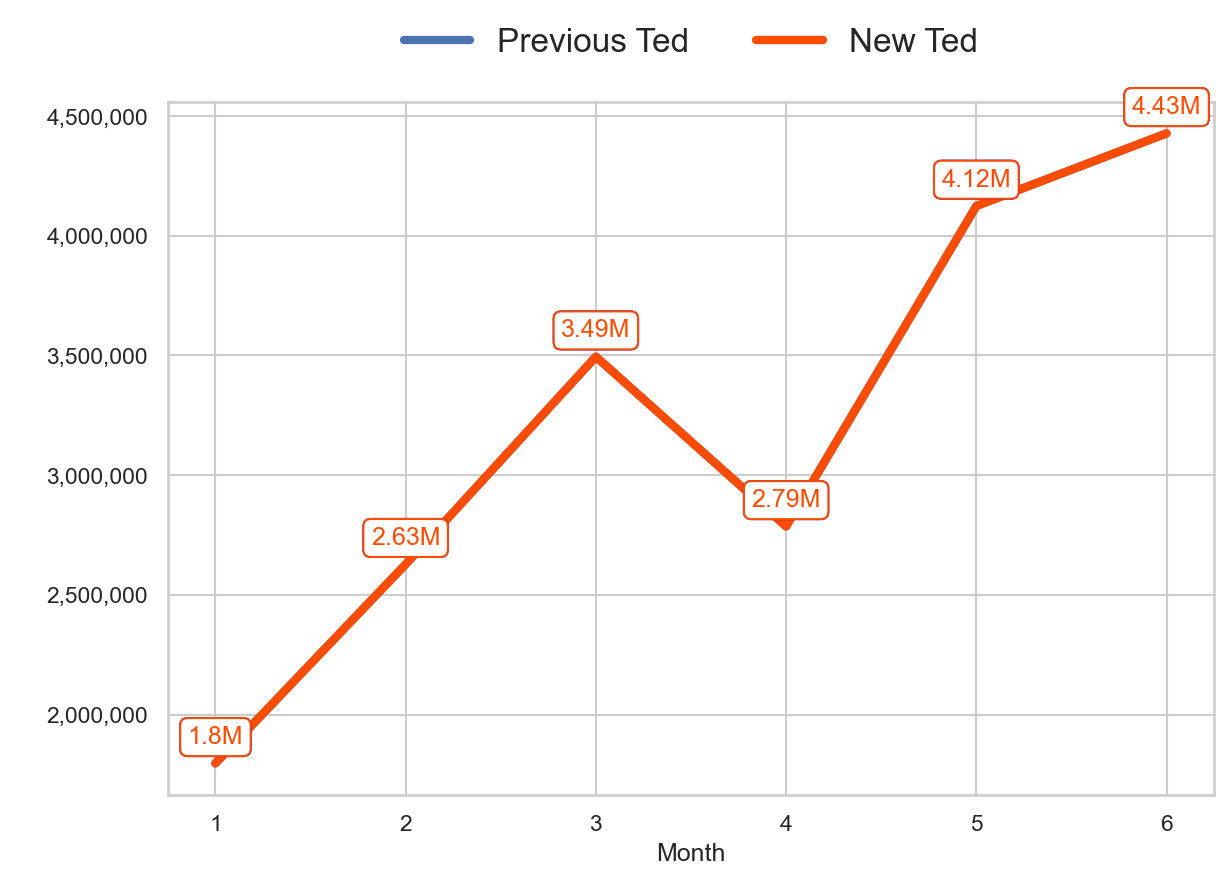 Previous Ted New Ted
4,500,000
4,000,000
3,500,000
3,000,000
2,500,000
2,000,000
1.8M
2.63M
3.49M
2.79M
4.12M
4.43M
1 2 3 4 5 6
Month